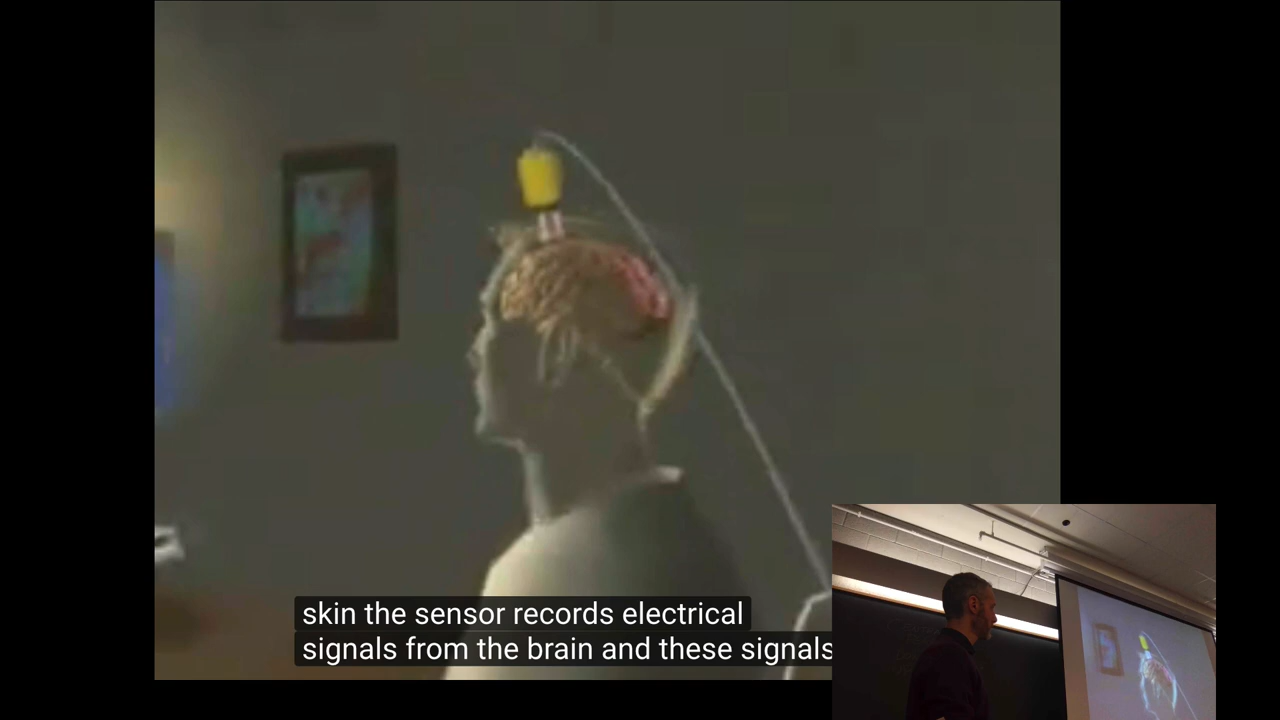 skin the sensor records electrical
signals from the brain and these signals